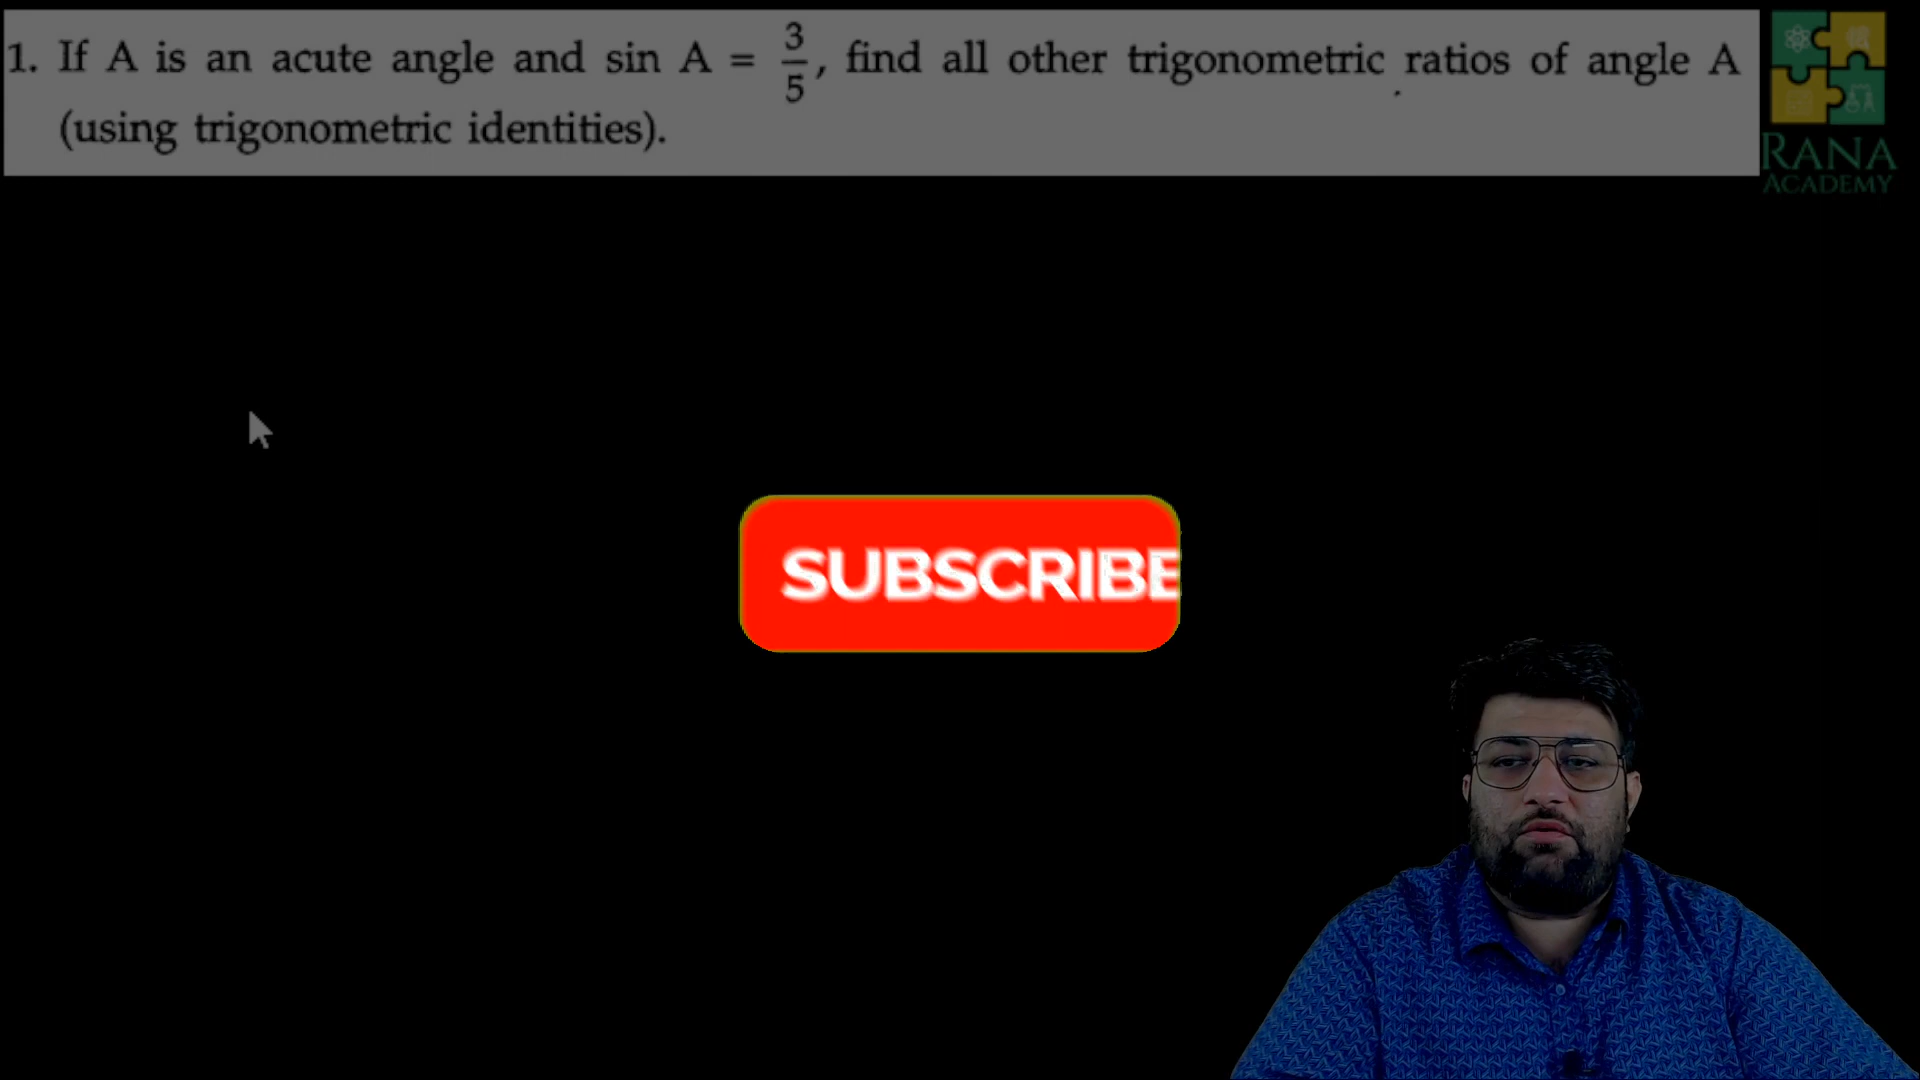 1. If A is an acute angle and sin A = 3/5, find all other trigonometric ratios of angle A
(using trigonometric identities).
RANA
ACADEMY
SUBSCRIBE